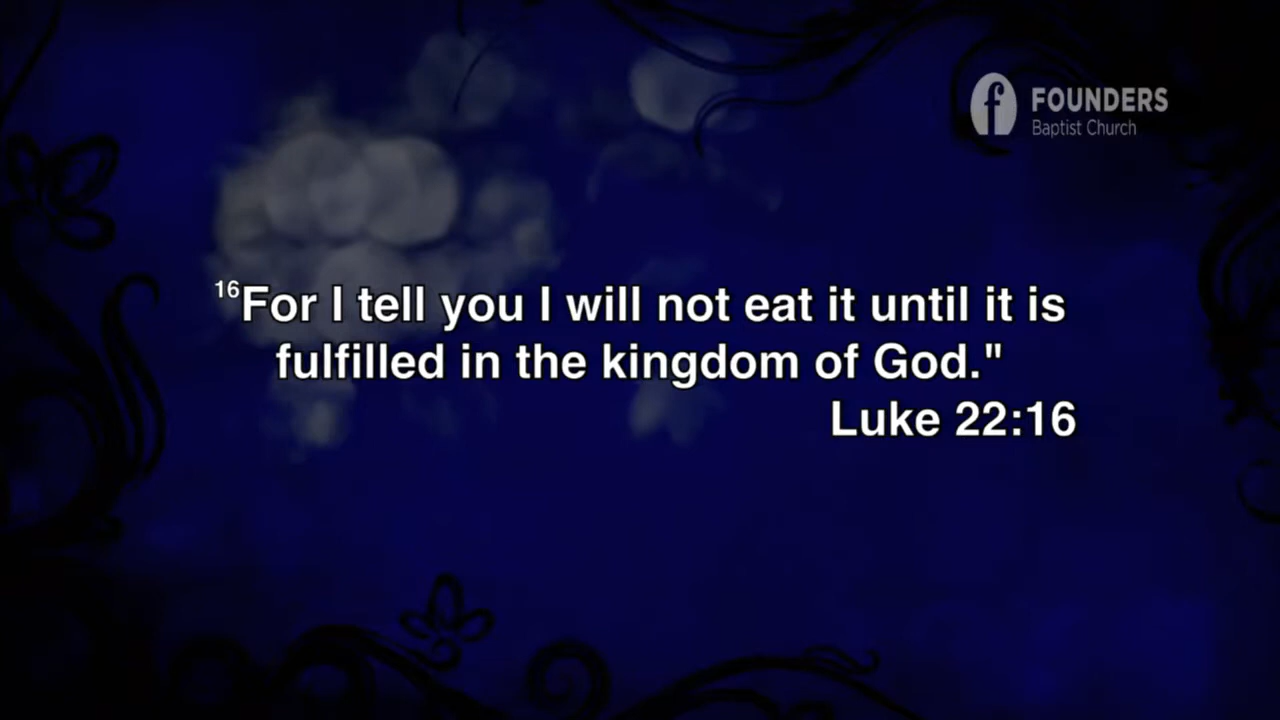 FOUNDERS
Baptist Church
16For I tell you I will not eat it until it is
fulfilled in the kingdom of God."
Luke 22:16